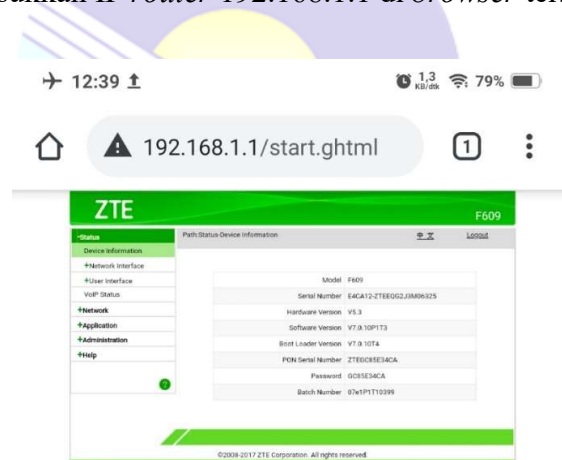 router 192.168.1.1 di browser
12:39
1,3 KB/dtk 79%
192.168.1.1/start.ghtml
1
ZTE
F609
-Status
Path:Status-Device Information
中文
Logout
Device Information
+Network Interface
+User Interface
VoIP Status
+Network
+Application
+Administration
+Help
Model F609
Serial Number E4CA12-ZTEEQG2J3M06325
Hardware Version V5.3
Software Version V7.0.10P1T3
Boot Loader Version V7.0.10T4
PON Serial Number ZTEGC85E34CA
Password GC85E34CA
Batch Number 07e1P1T10399
?
©2008-2017 ZTE Corporation. All rights reserved.